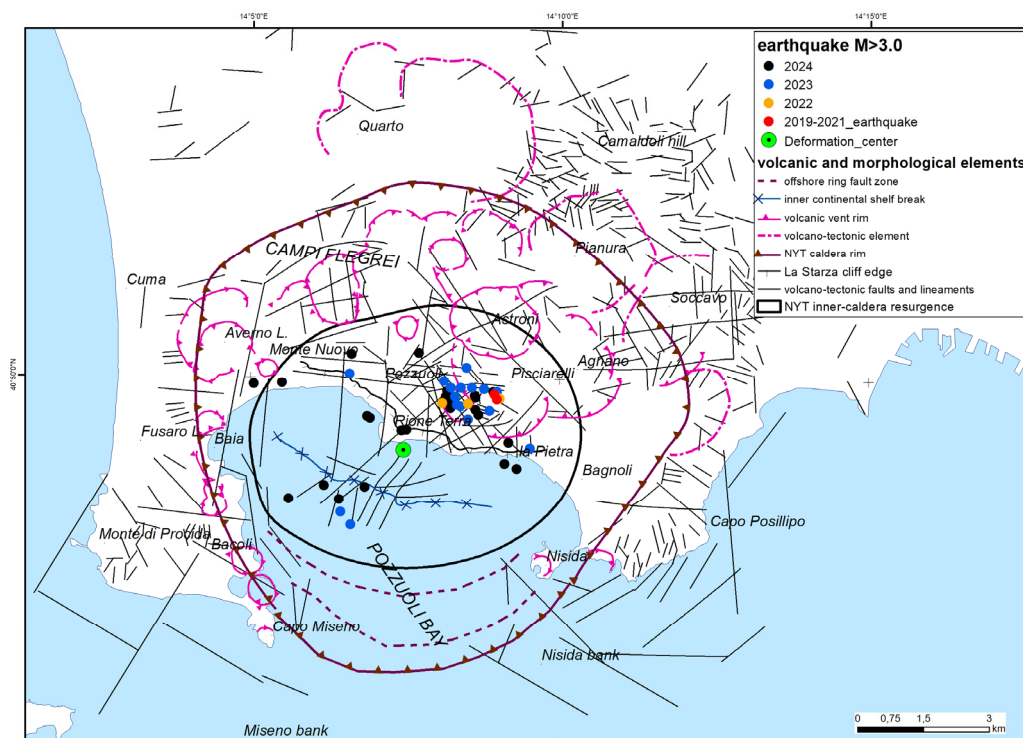 14°5'0"E
14°10'0"E
14°15'0"E
earthquake M>3.0
2024
2023
2022
2019-2021_earthquake
Deformation_center
volcanic and morphological elements
offshore ring fault zone
inner continental shelf break
volcanic vent rim
volcano-tectonic element
NYT caldera rim
La Starza cliff edge
volcano-tectonic faults and lineaments
NYT inner-caldera resurgence
Quarto
Camaldoli hill
Pianura
CAMPI FLEGREI
Cuma
Soccavo
Averno L.
Astroni
Monte Nuovo
Agnano
40°50'0"N
Pozzuoli
Pisciarelli
Rione Terra
Fusaro L.
Baia
la Pietra
Bagnoli
Capo Posillipo
Monte di Procida
Bacoli
Nisida
POZZUOLI BAY
Capo Miseno
Nisida bank
Miseno bank
0 0,75 1,5 3
km